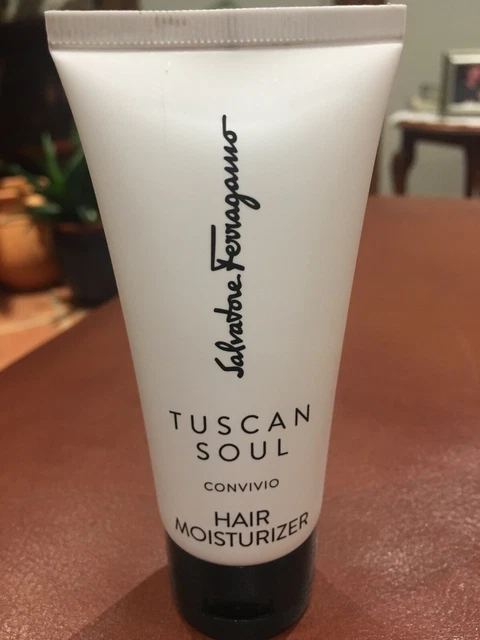 Salvatore Ferragamo
TUSCAN
SOUL
CONVIVIO
HAIR
MOISTURIZER